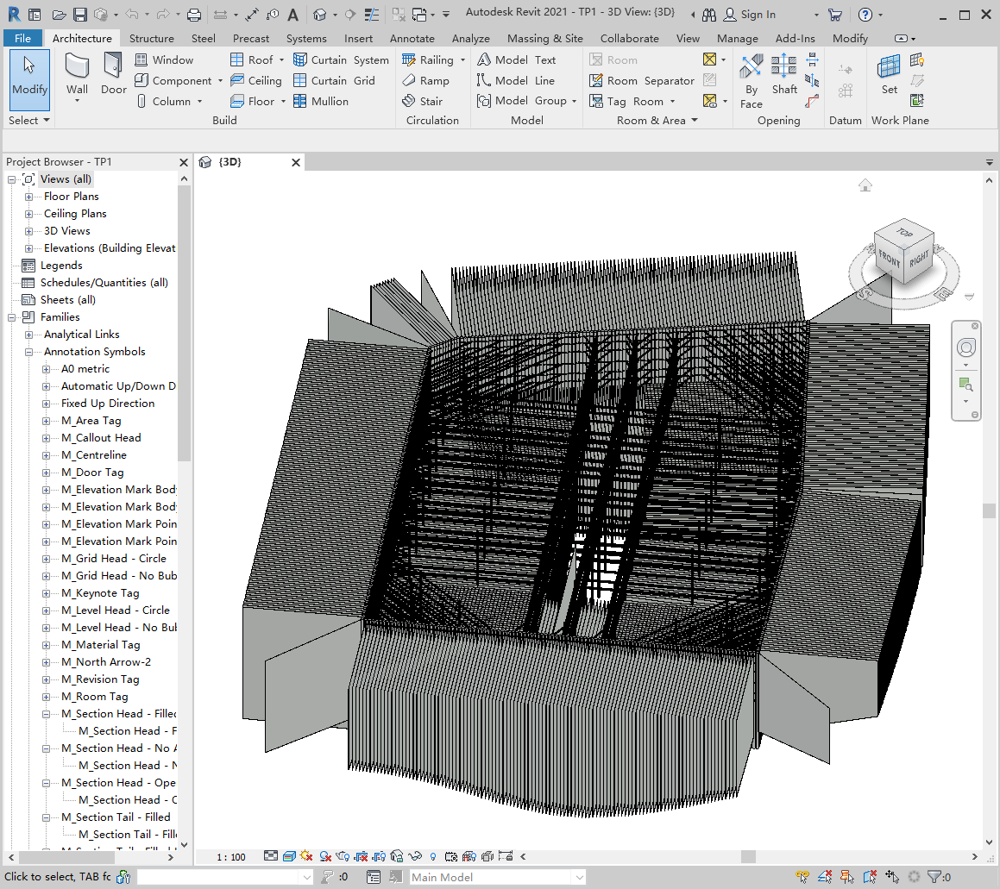 Autodesk Revit 2021 - TP1 - 3D View: {3D}
Sign In
File Architecture Structure Steel Precast Systems Insert Annotate Analyze Massing & Site Collaborate View Manage Add-Ins Modify
Modify
Select
Wall
Door
Window
Component
Column
Roof
Ceiling
Floor
Curtain System
Curtain Grid
Mullion
Build
Railing
Ramp
Stair
Circulation
Model Text
Model Line
Model Group
Model
Room
Room Separator
Tag Room
Room & Area
By
Face
Shaft
Opening
Datum
Set
Work Plane
Project Browser - TP1
{3D}
Views (all)
Floor Plans
Ceiling Plans
3D Views
Elevations (Building Elevat
Legends
Schedules/Quantities (all)
Sheets (all)
Families
Analytical Links
Annotation Symbols
A0 metric
Automatic Up/Down D
Fixed Up Direction
M_Area Tag
M_Callout Head
M_Centreline
M_Door Tag
M_Elevation Mark Body
M_Elevation Mark Body
M_Elevation Mark Poin
M_Elevation Mark Poin
M_Grid Head - Circle
M_Grid Head - No Bub
M_Keynote Tag
M_Level Head - Circle
M_Level Head - No Bu
M_Material Tag
M_North Arrow-2
M_Revision Tag
M_Room Tag
M_Section Head - Filled
M_Section Head - F
M_Section Head - No A
M_Section Head - N
M_Section Head - Ope
M_Section Head - O
M_Section Tail - Filled
M_Section Tail - Fille
TOP
FRONT
RIGHT
S
E
1 : 100
Click to select, TAB fc
:0
Main Model
:0